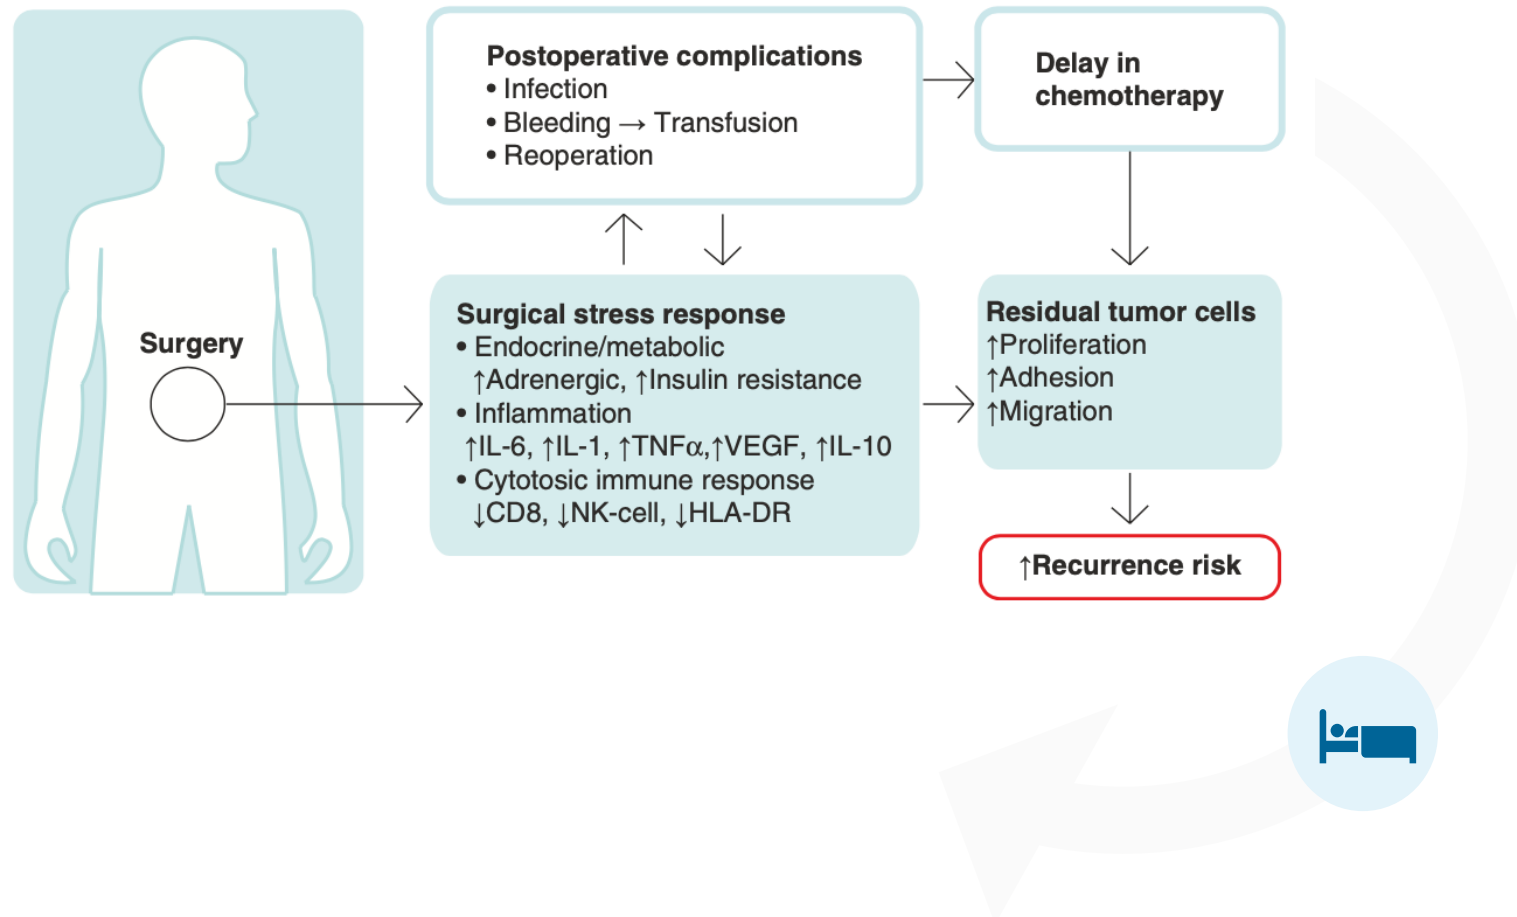 Surgery
Postoperative complications
• Infection
• Bleeding → Transfusion
• Reoperation
Delay in
chemotherapy
Surgical stress response
• Endocrine/metabolic
↑Adrenergic, ↑Insulin resistance
• Inflammation
↑IL-6, ↑IL-1, ↑TNFα,↑VEGF, ↑IL-10
• Cytotosic immune response
↓CD8, ↓NK-cell, ↓HLA-DR
Residual tumor cells
↑Proliferation
↑Adhesion
↑Migration
↑Recurrence risk